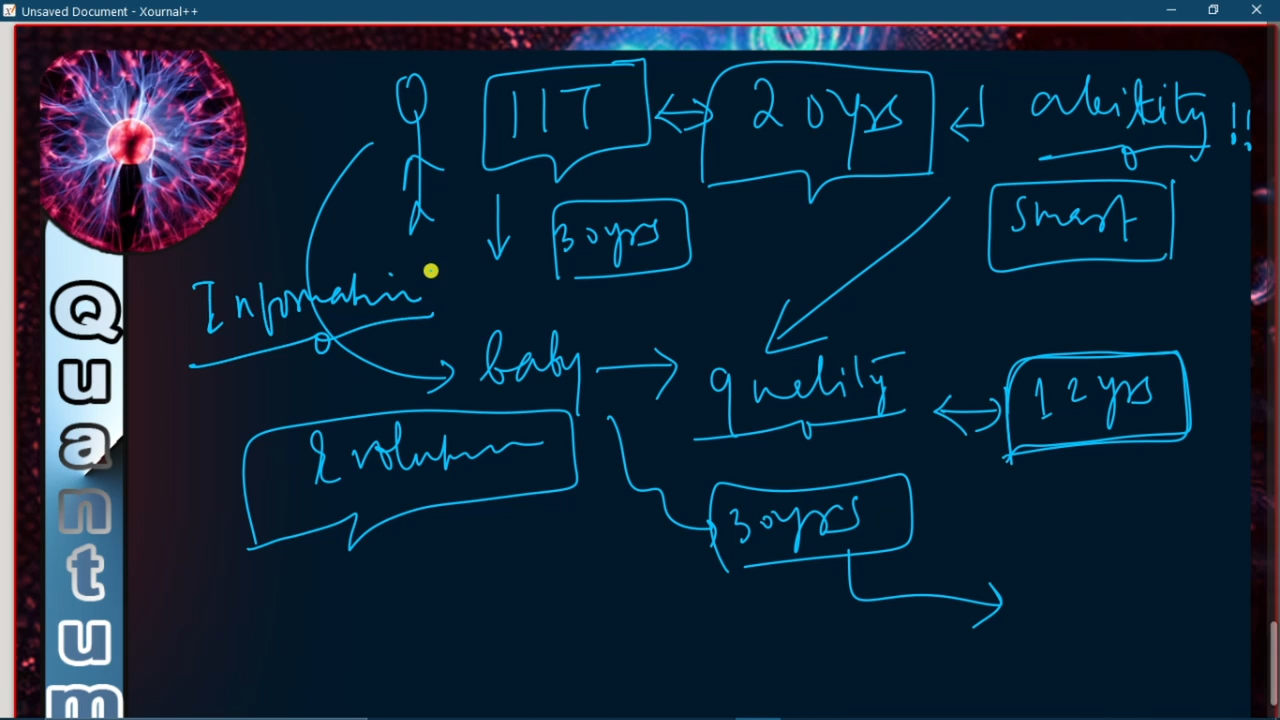 Unsaved Document - Xournal++
IIT
20yrs
ability!!
Smart
30yrs
Information
baby
quality
12yrs
Evolution
30yrs
Quantum